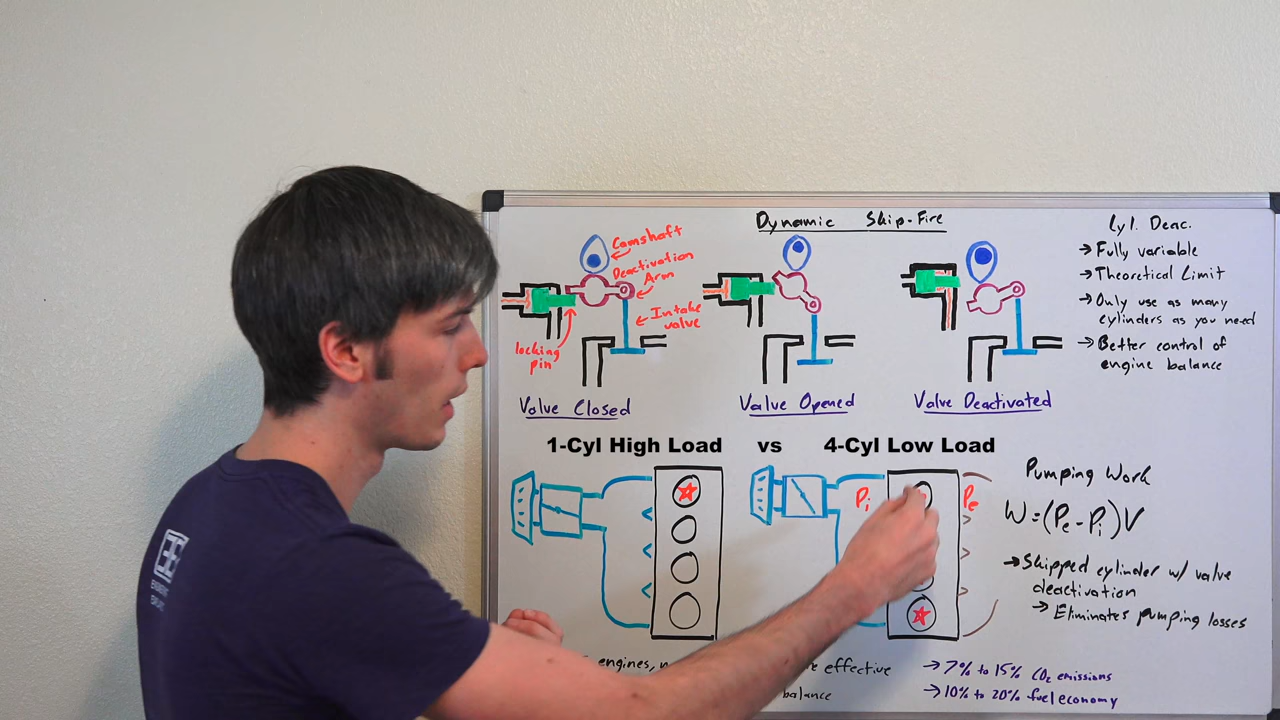 Dynamic Skip-Fire
Camshaft
Deactivation
Arm
Intake
valve
locking
pin
Valve Closed
Valve Opened
Valve Deactivated
Cyl. Deac.
→ Fully variable
→ Theoretical Limit
→ Only use as many
cylinders as you need
→ Better control of
engine balance
1-Cyl High Load vs 4-Cyl Low Load
Pi
Pe
Pumping Work
W=(Pe-Pi)V
→ Skipped cylinder w/ valve
deactivation
→ Eliminates pumping losses
engines,
effective
balance
→ 7% to 15% CO2 emissions
→ 10% to 20% fuel economy
EE